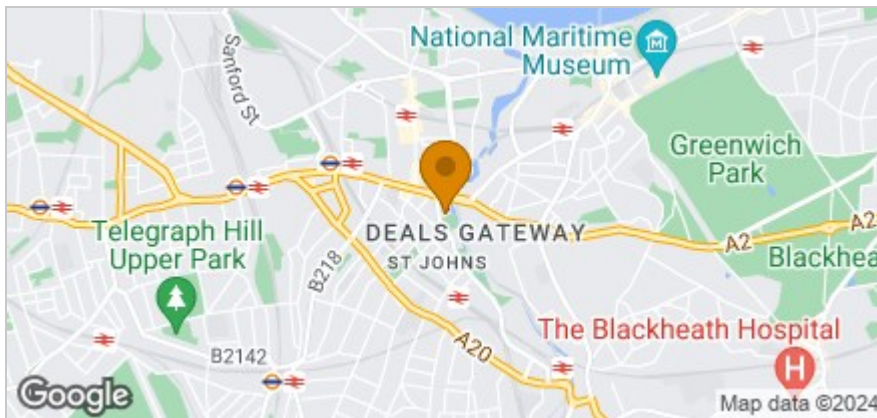 National Maritime
Museum
Sanford St
Greenwich
Park
DEALS GATEWAY
ST JOHNS
Telegraph Hill
Upper Park
B218
A2
A2
Blackhea
B2142
A20
The Blackheath Hospital
H
Google
Map data ©2024